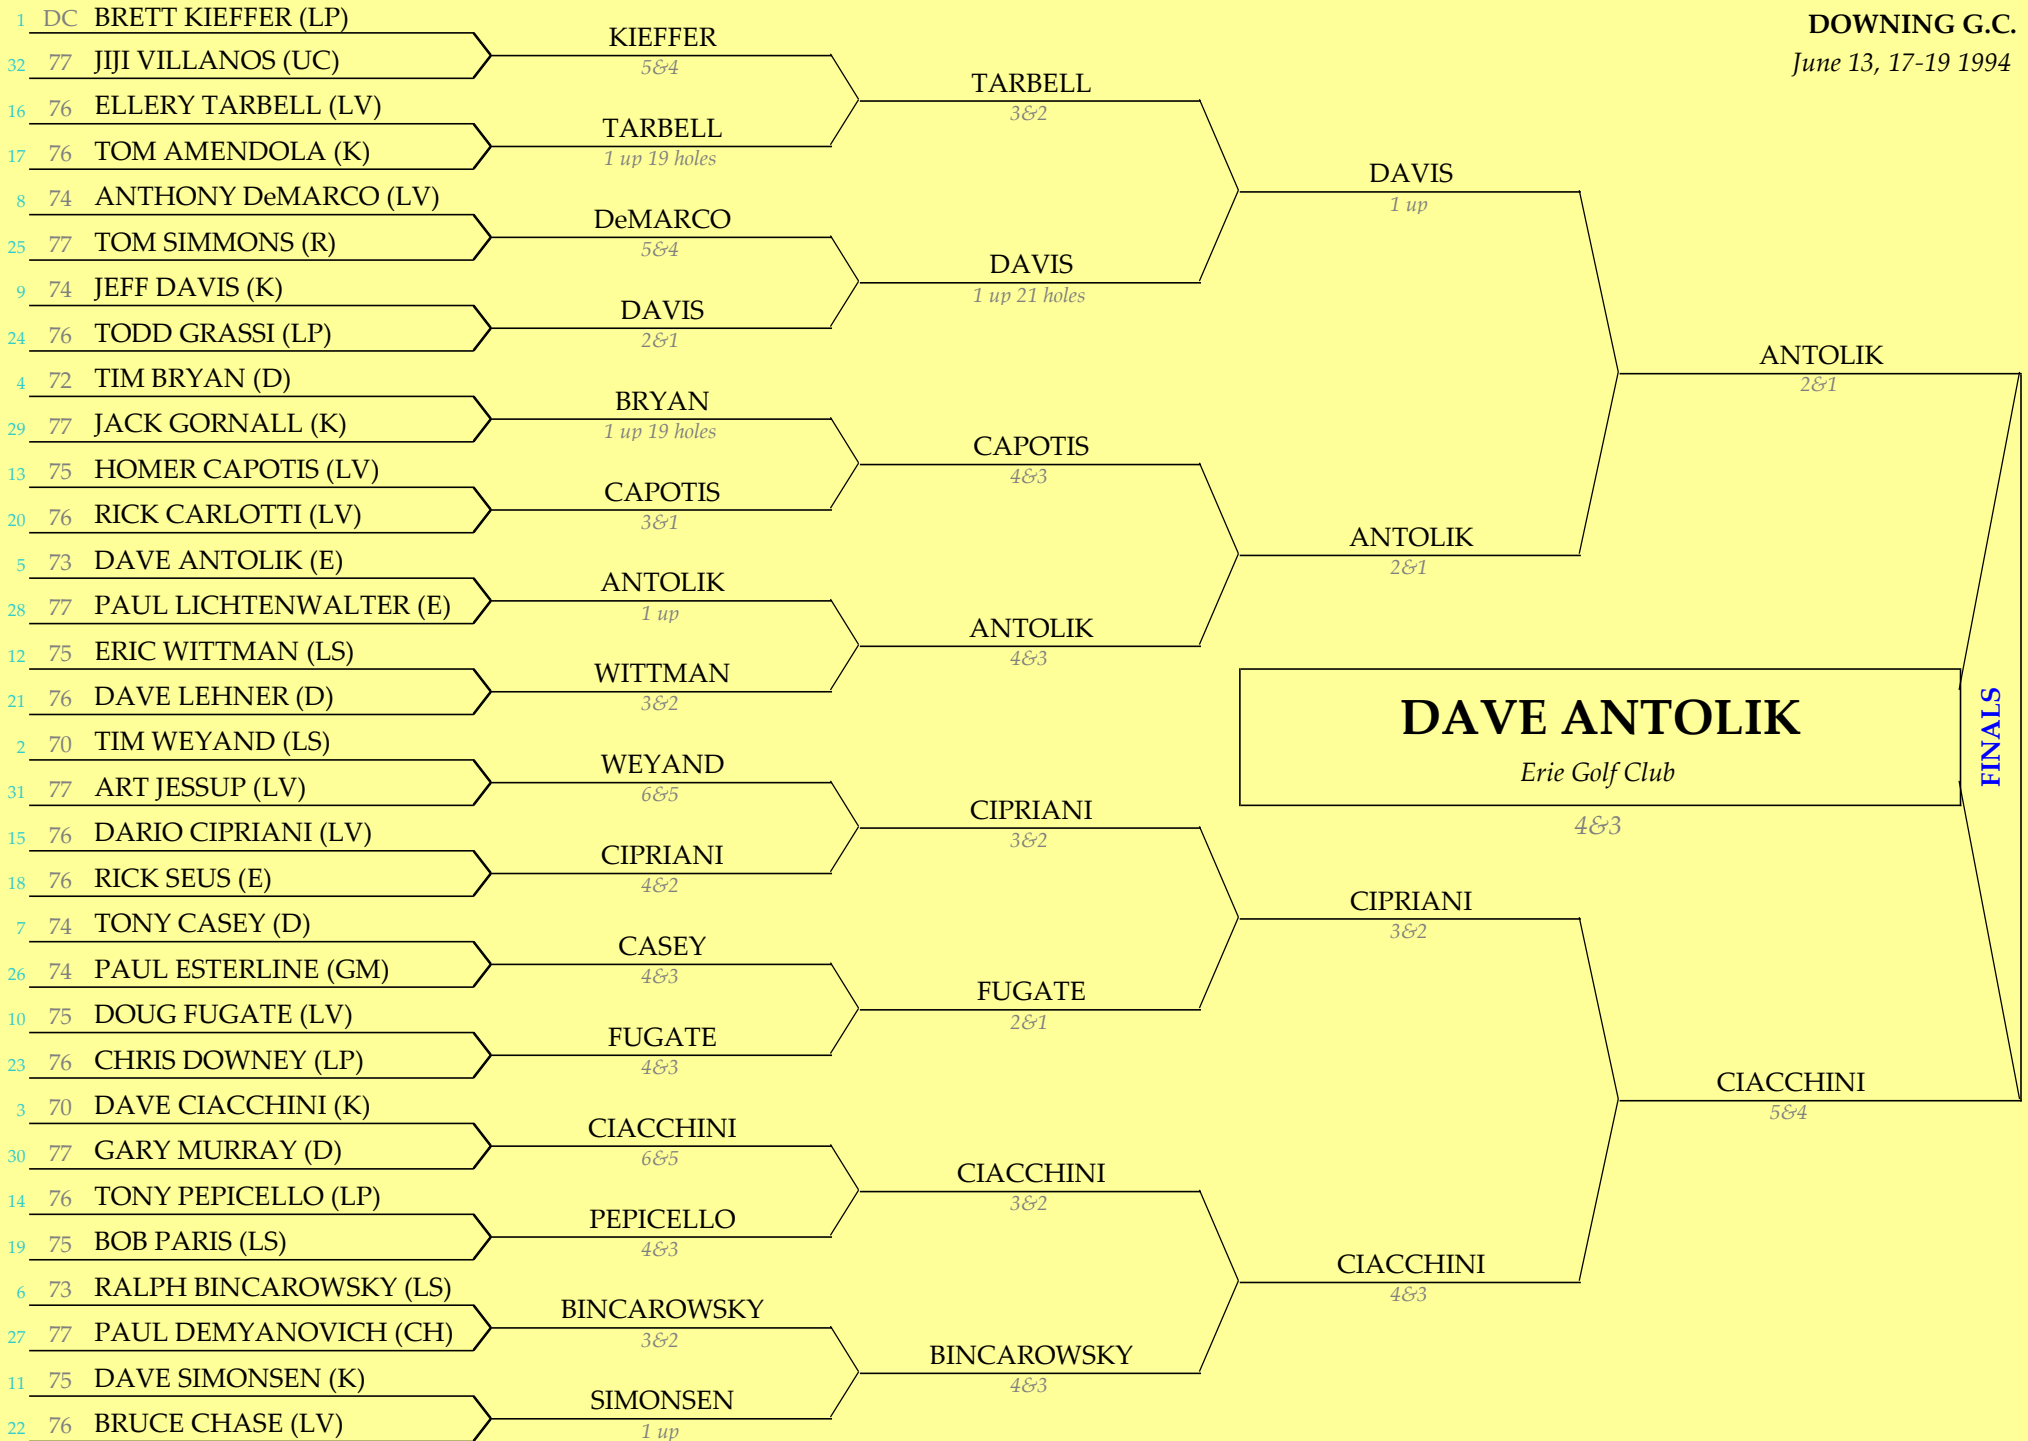 DOWNING G.C.
June 13, 17-19 1994
1 DC BRETT KIEFFER (LP)
32 77 JIJI VILLANOS (UC)
16 76 ELLERY TARBELL (LV)
17 76 TOM AMENDOLA (K)
8 74 ANTHONY DeMARCO (LV)
25 77 TOM SIMMONS (R)
9 74 JEFF DAVIS (K)
24 76 TODD GRASSI (LP)
4 72 TIM BRYAN (D)
29 77 JACK GORNALL (K)
13 75 HOMER CAPOTIS (LV)
20 76 RICK CARLOTTI (LV)
5 73 DAVE ANTOLIK (E)
28 77 PAUL LICHTENWALTER (E)
12 75 ERIC WITTMAN (LS)
21 76 DAVE LEHNER (D)
2 70 TIM WEYAND (LS)
31 77 ART JESSUP (LV)
15 76 DARIO CIPRIANI (LV)
18 76 RICK SEUS (E)
7 74 TONY CASEY (D)
26 74 PAUL ESTERLINE (GM)
10 75 DOUG FUGATE (LV)
23 76 CHRIS DOWNEY (LP)
3 70 DAVE CIACCHINI (K)
30 77 GARY MURRAY (D)
14 76 TONY PEPICELLO (LP)
19 75 BOB PARIS (LS)
6 73 RALPH BINCAROWSKY (LS)
27 77 PAUL DEMYANOVICH (CH)
11 75 DAVE SIMONSEN (K)
22 76 BRUCE CHASE (LV)
KIEFFER
5&4
TARBELL
1 up 19 holes
DeMARCO
5&4
DAVIS
2&1
BRYAN
1 up 19 holes
CAPOTIS
3&1
ANTOLIK
1 up
WITTMAN
3&2
WEYAND
6&5
CIPRIANI
4&2
CASEY
4&3
FUGATE
4&3
CIACCHINI
6&5
PEPICELLO
4&3
BINCAROWSKY
3&2
SIMONSEN
1 up
TARBELL
3&2
DAVIS
1 up 21 holes
CAPOTIS
4&3
ANTOLIK
4&3
CIPRIANI
3&2
FUGATE
2&1
CIACCHINI
3&2
BINCAROWSKY
4&3
DAVIS
1 up
ANTOLIK
2&1
CIPRIANI
3&2
CIACCHINI
4&3
ANTOLIK
2&1
CIACCHINI
5&4
DAVE ANTOLIK
Erie Golf Club
4&3
FINALS